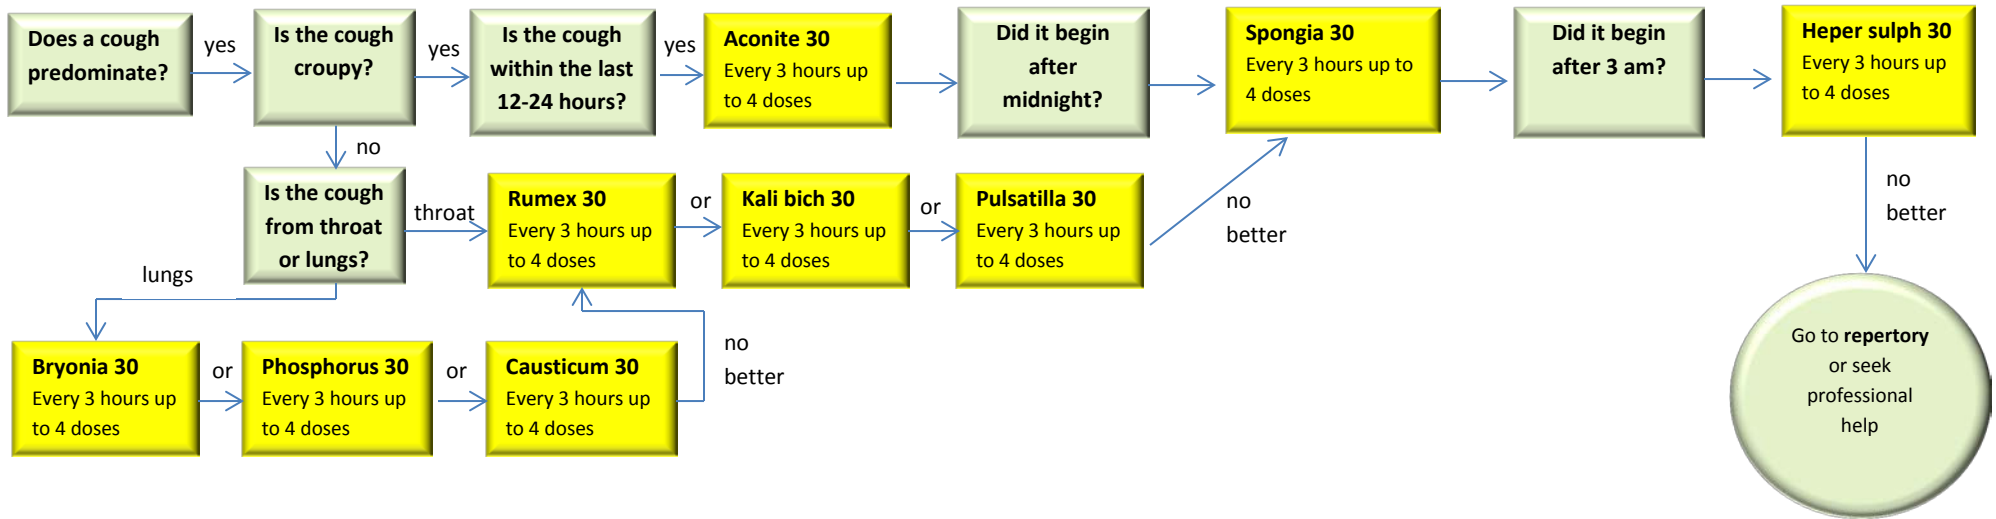 Does a cough
predominate?
yes
Is the cough
croupy?
yes
Is the cough
within the last
12-24 hours?
yes
Aconite 30
Every 3 hours up
to 4 doses
Did it begin
after
midnight?
Spongia 30
Every 3 hours up to
4 doses
Did it begin
after 3 am?
Heper sulph 30
Every 3 hours up
to 4 doses
no
Is the cough
from throat
or lungs?
throat
Rumex 30
Every 3 hours up
to 4 doses
or
Kali bich 30
Every 3 hours up
to 4 doses
or
Pulsatilla 30
Every 3 hours up
to 4 doses
no
better
no
better
lungs
Bryonia 30
Every 3 hours up
to 4 doses
or
Phosphorus 30
Every 3 hours up
to 4 doses
or
Causticum 30
Every 3 hours up
to 4 doses
no
better
Go to repertory
or seek
professional
help